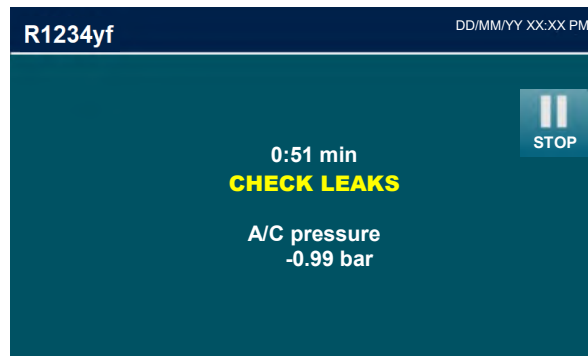 R1234yf
DD/MM/YY XX:XX PM
STOP
0:51 min
CHECK LEAKS
A/C pressure
-0.99 bar